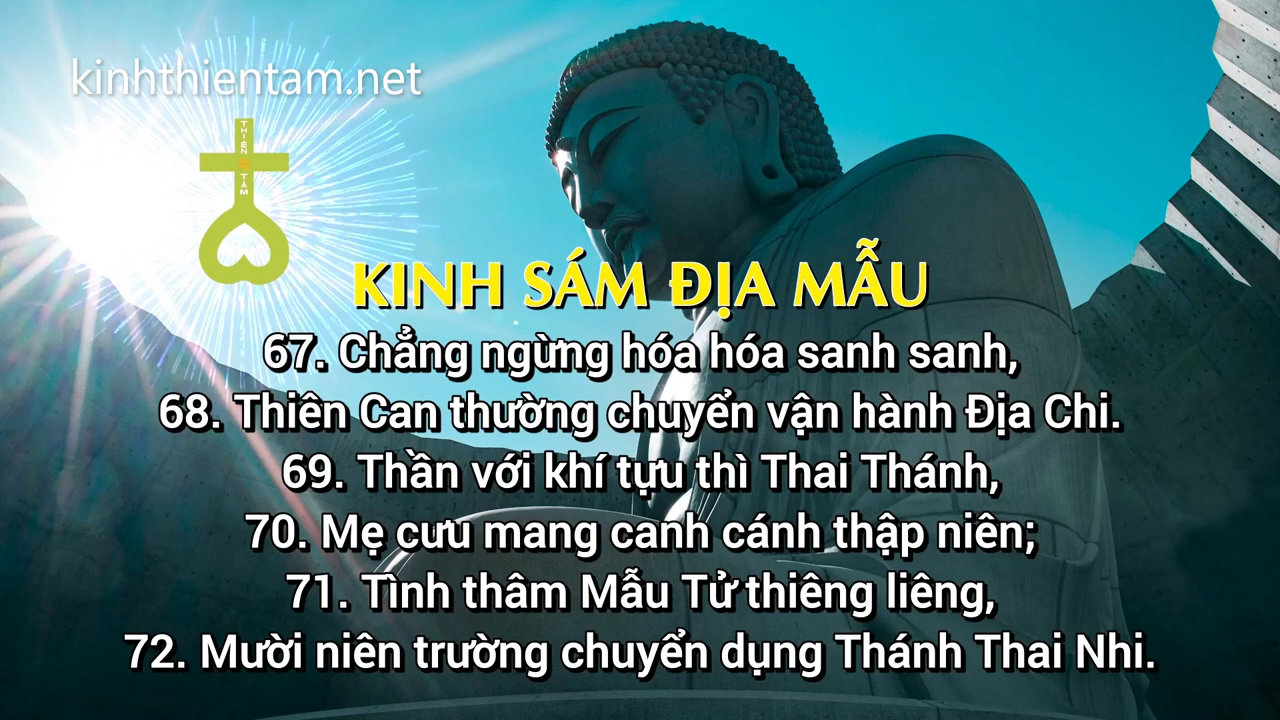 kinhthientam.net
THIÊN TÂM
KINH SÁM ĐỊA MẪU
67. Chẳng ngừng hóa hóa sanh sanh,
68. Thiên Can thường chuyển vận hành Địa Chi.
69. Thần với khí tựu thì Thai Thánh,
70. Mẹ cưu mang canh cánh thập niên;
71. Tình thâm Mẫu Tử thiêng liêng,
72. Mười niên trường chuyển dụng Thánh Thai Nhi.